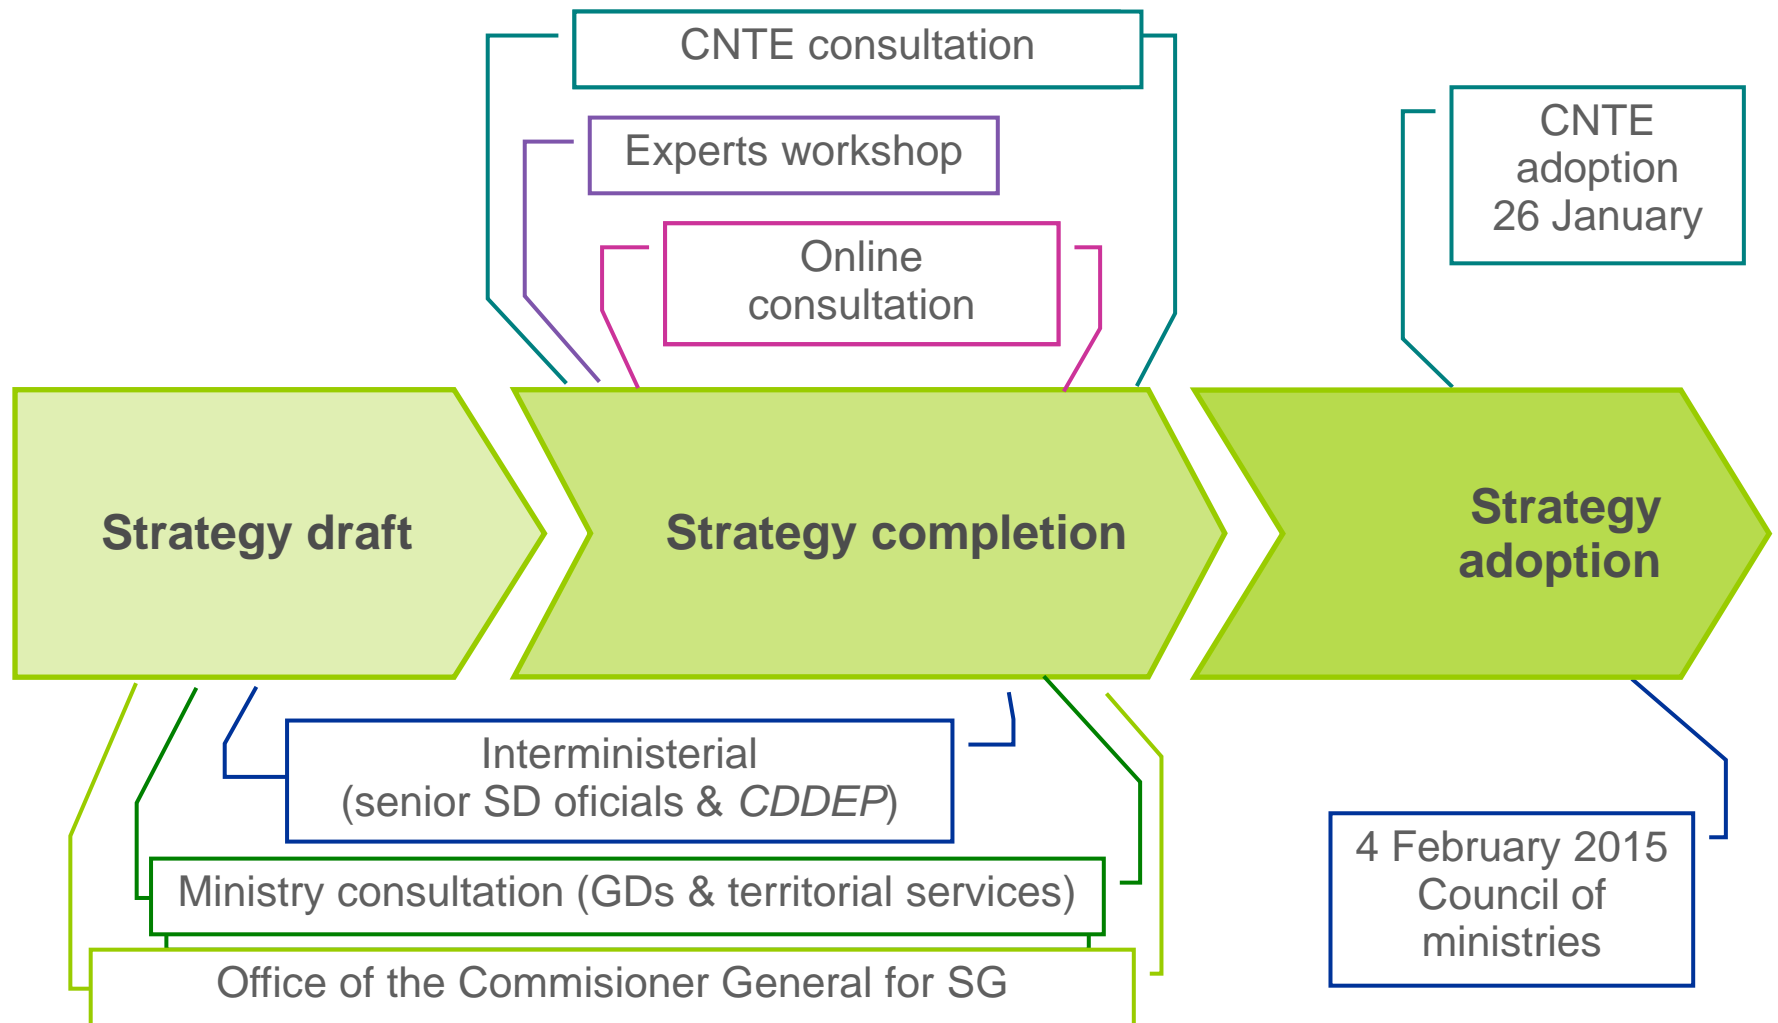 CNTE consultation
Experts workshop
Online
consultation
CNTE
adoption
26 January
Strategy draft
Strategy completion
Strategy
adoption
Interministerial
(senior SD oficials & CDDEP)
Ministry consultation (GDs & territorial services)
Office of the Commisioner General for SG
4 February 2015
Council of
ministries